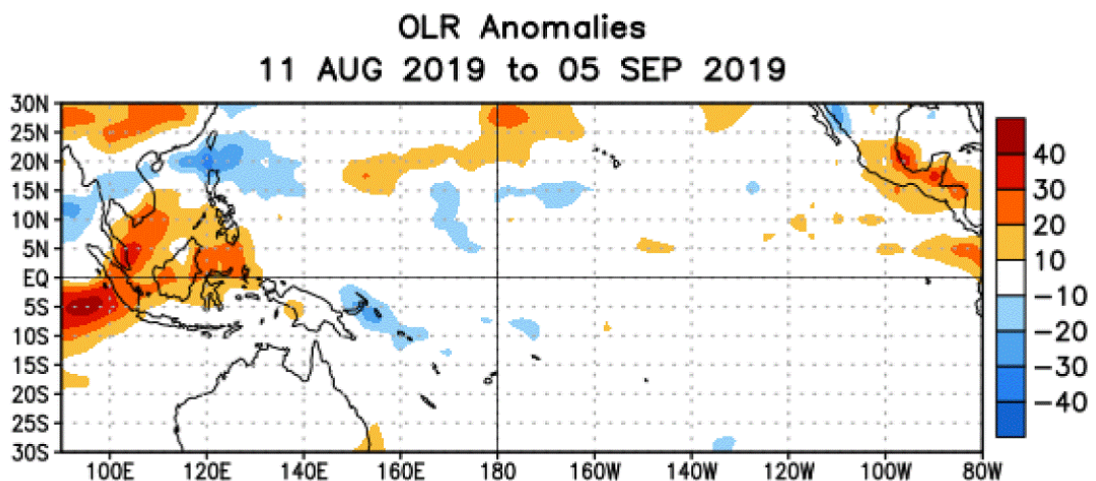 OLR Anomalies
11 AUG 2019 to 05 SEP 2019
30N
25N
20N
15N
10N
5N
EQ
5S
10S
15S
20S
25S
30S
100E 120E 140E 160E 180 160W 140W 120W 100W 80W
40
30
20
10
−10
−20
−30
−40